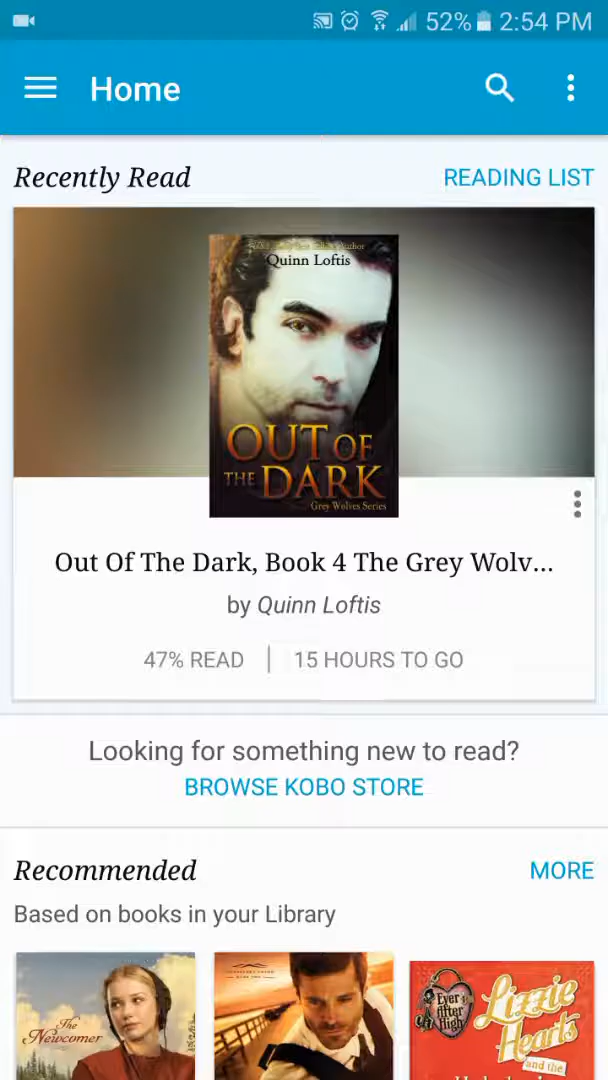 52% 2:54 PM
Home
Recently Read READING LIST
Quinn Loftis
OUT OF
THE DARK
Grey Wolves Series
Out Of The Dark, Book 4 The Grey Wolv...
by Quinn Loftis
47% READ | 15 HOURS TO GO
Looking for something new to read?
BROWSE KOBO STORE
Recommended MORE
Based on books in your Library
The
Newcomer
Ever
After
High
Lizzie
Hearts
and the